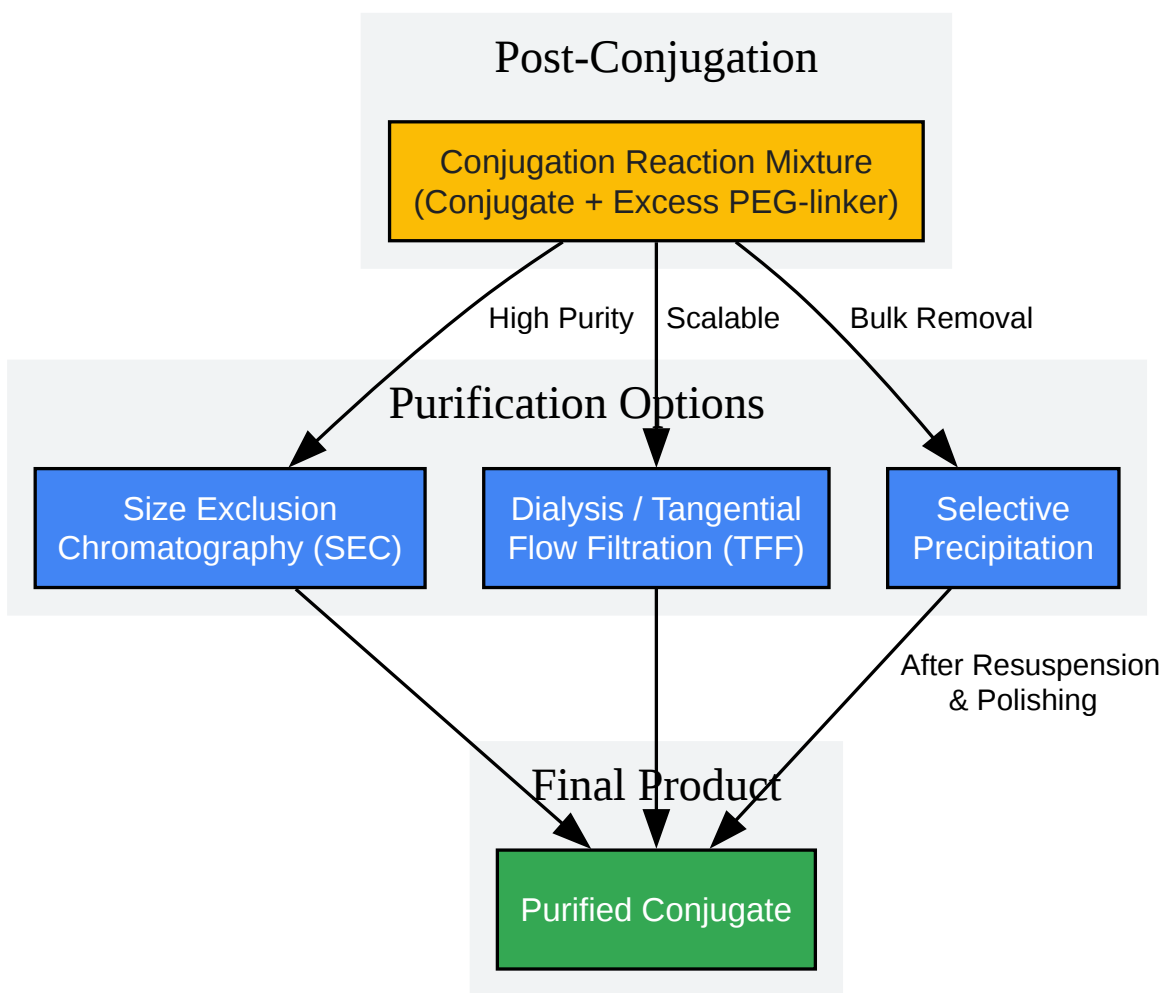 Post-Conjugation
Conjugation Reaction Mixture
(Conjugate + Excess PEG-linker)
High Purity
Scalable
Bulk Removal
Purification Options
Size Exclusion
Chromatography (SEC)
Dialysis / Tangential
Flow Filtration (TFF)
Selective
Precipitation
After Resuspension
& Polishing
Final Product
Purified Conjugate